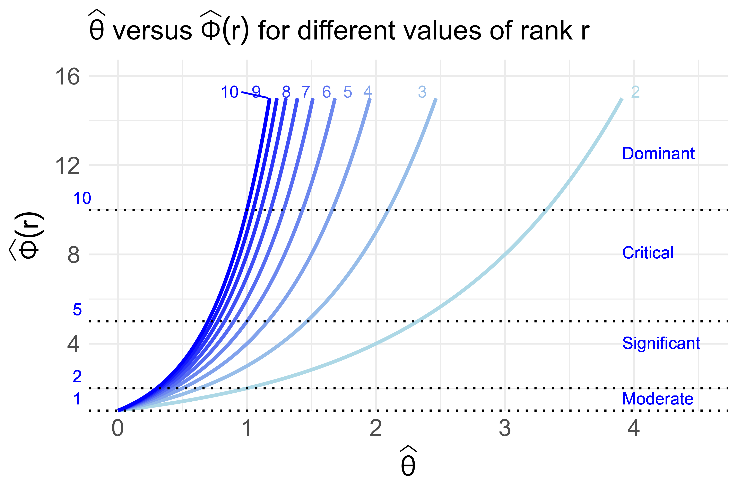 θ̂ versus Φ̂(r) for different values of rank r
16
12
8
4
Φ̂(r)
10 9 8 7 6 5 4 3 2
Dominant
10
Critical
5
Significant
2
Moderate
1
0 1 2 3 4
θ̂